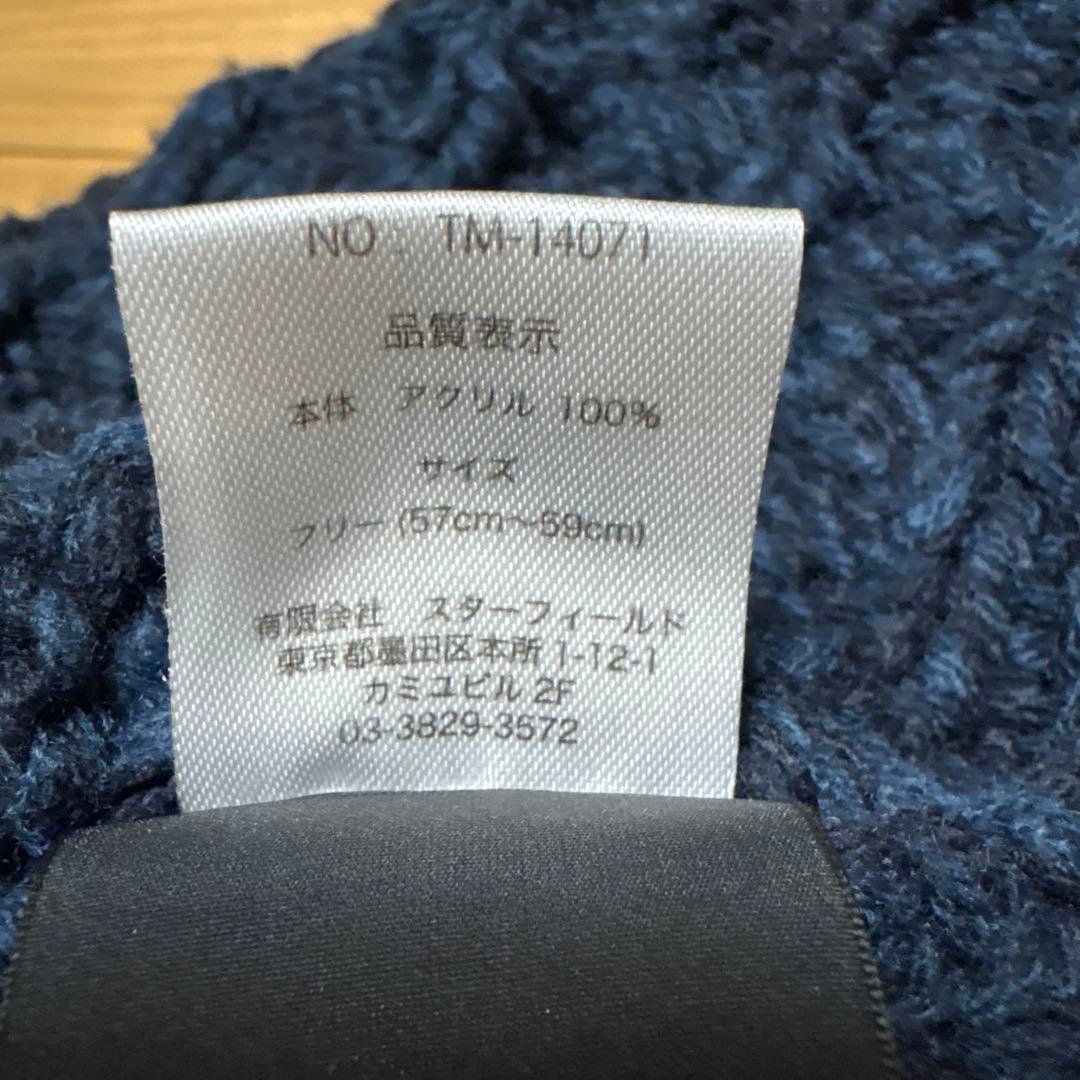 NO. TM-14071
品質表示
本体 アクリル 100%
サイズ
フリー (57cm〜59cm)
有限会社 スターフィールド
東京都墨田区本所 1-12-1
カミユビル 2F
03-3829-3572